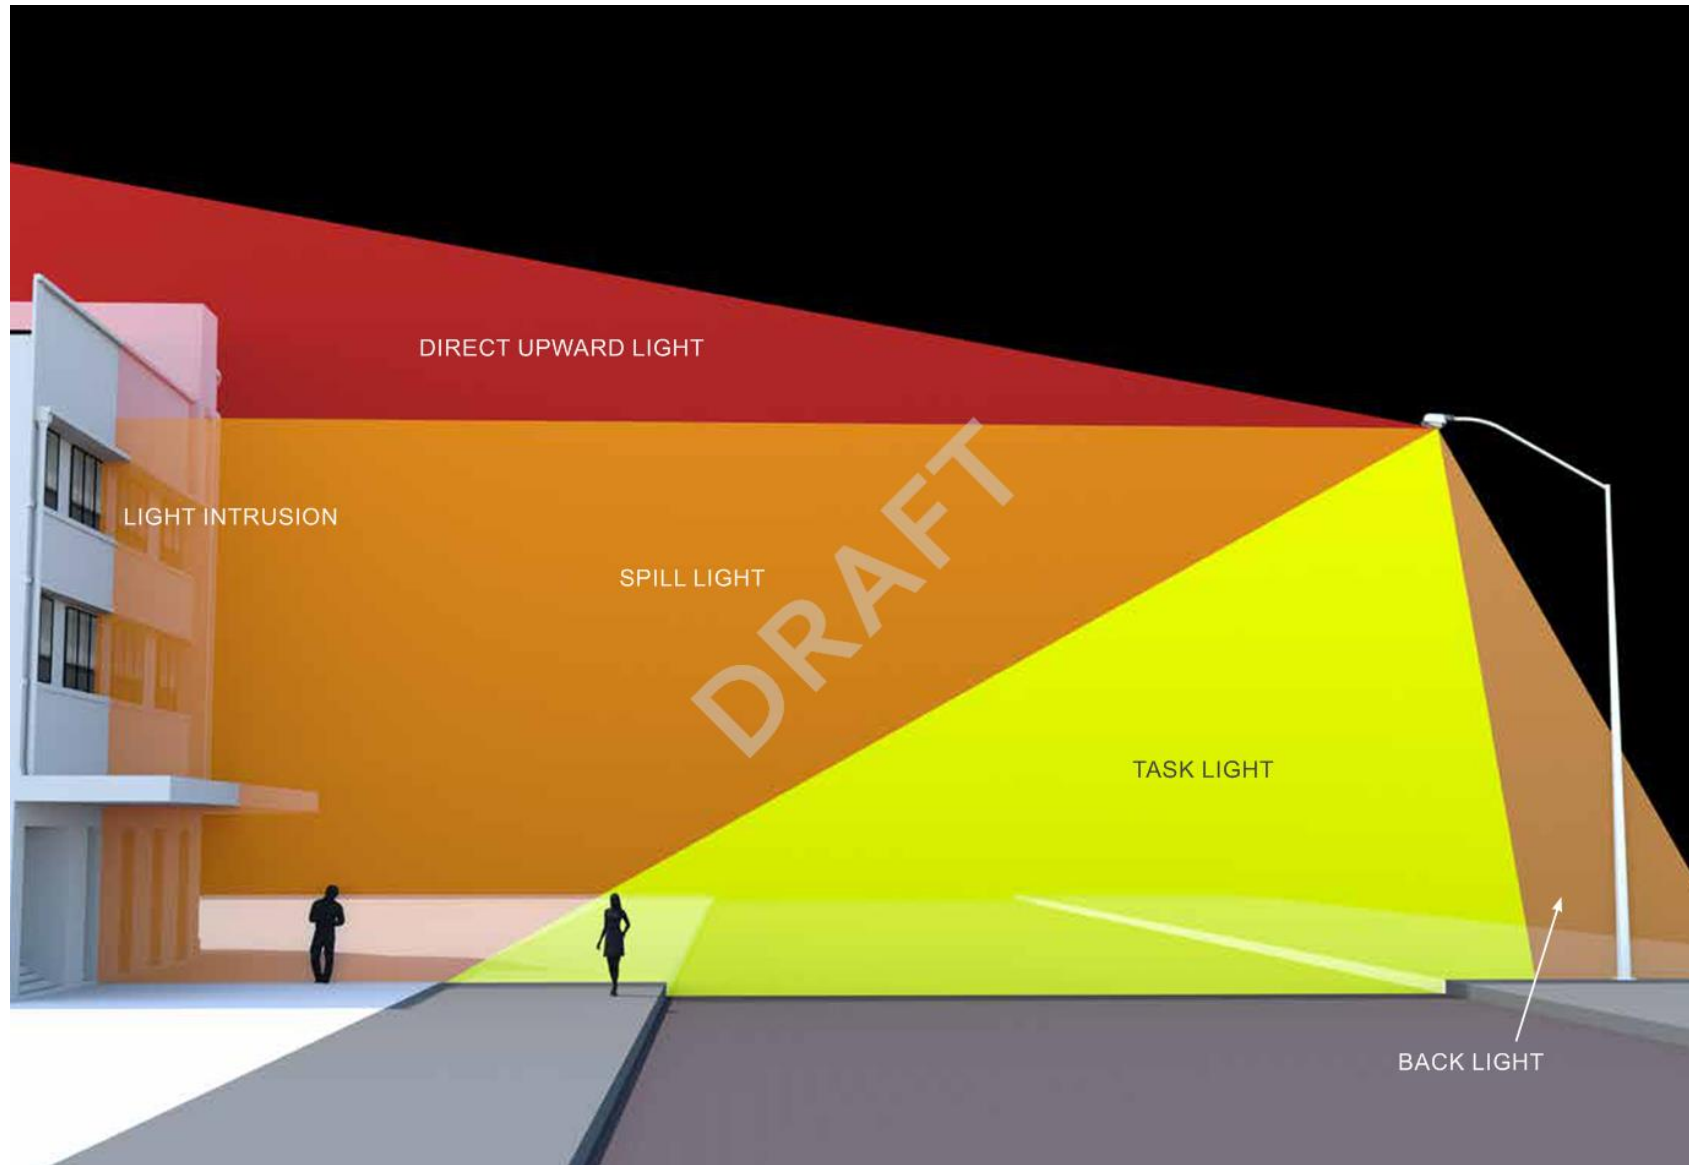 DIRECT UPWARD LIGHT
LIGHT INTRUSION
SPILL LIGHT
DRAFT
TASK LIGHT
BACK LIGHT